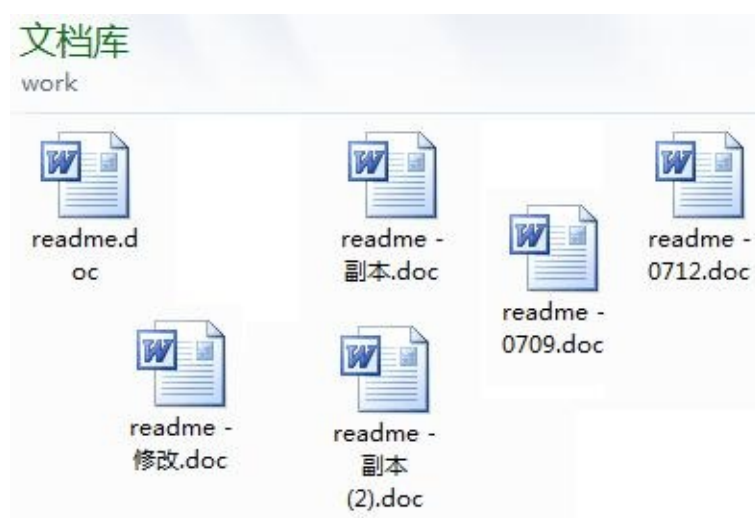 文档库
work
readme.d
oc
readme -
副本.doc
readme -
0709.doc
readme -
0712.doc
readme -
修改.doc
readme -
副本
(2).doc